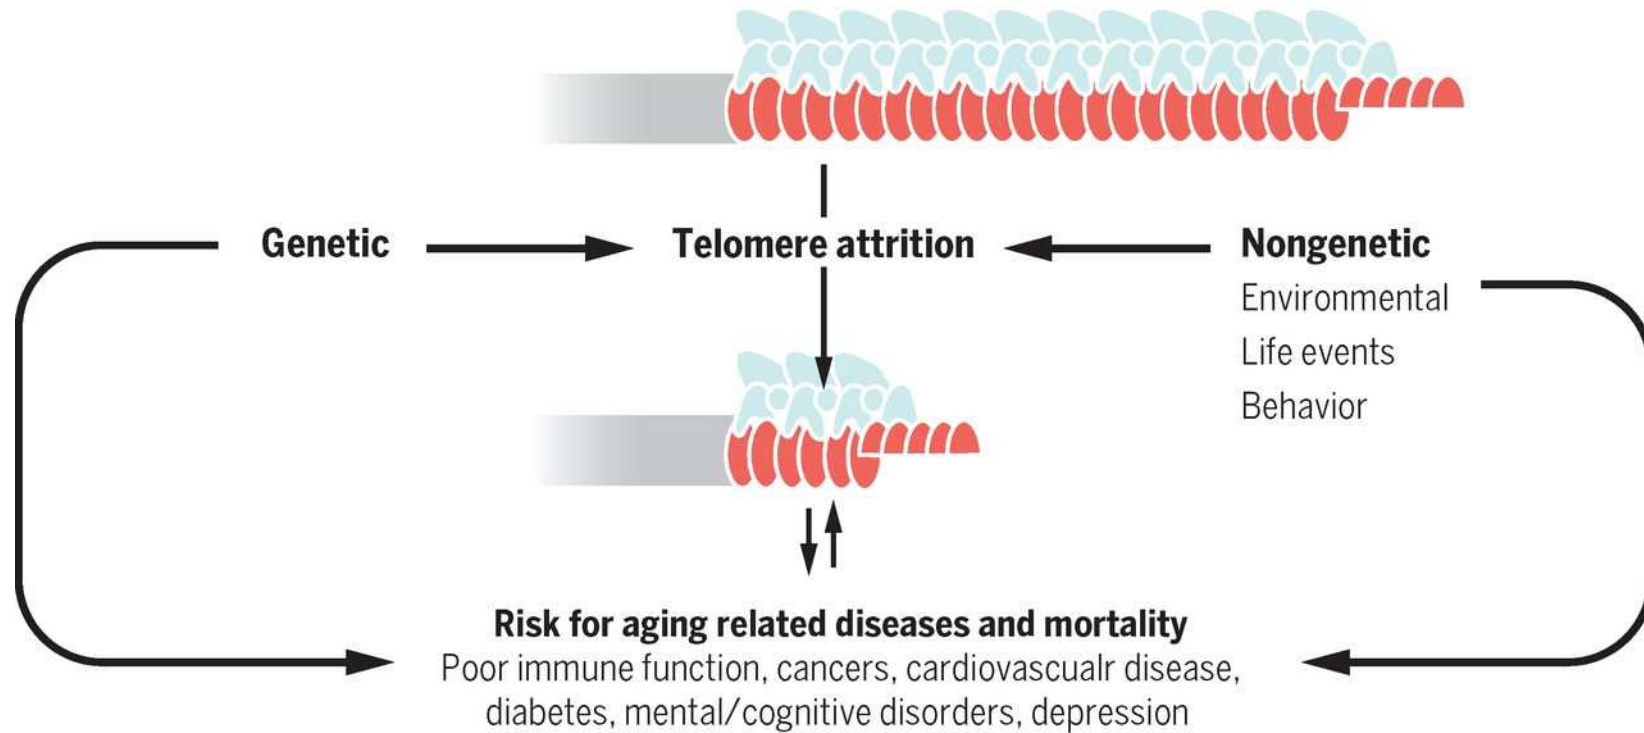 Genetic
Telomere attrition
Nongenetic
Environmental
Life events
Behavior
Risk for aging related diseases and mortality
Poor immune function, cancers, cardiovascualr disease,
diabetes, mental/cognitive disorders, depression